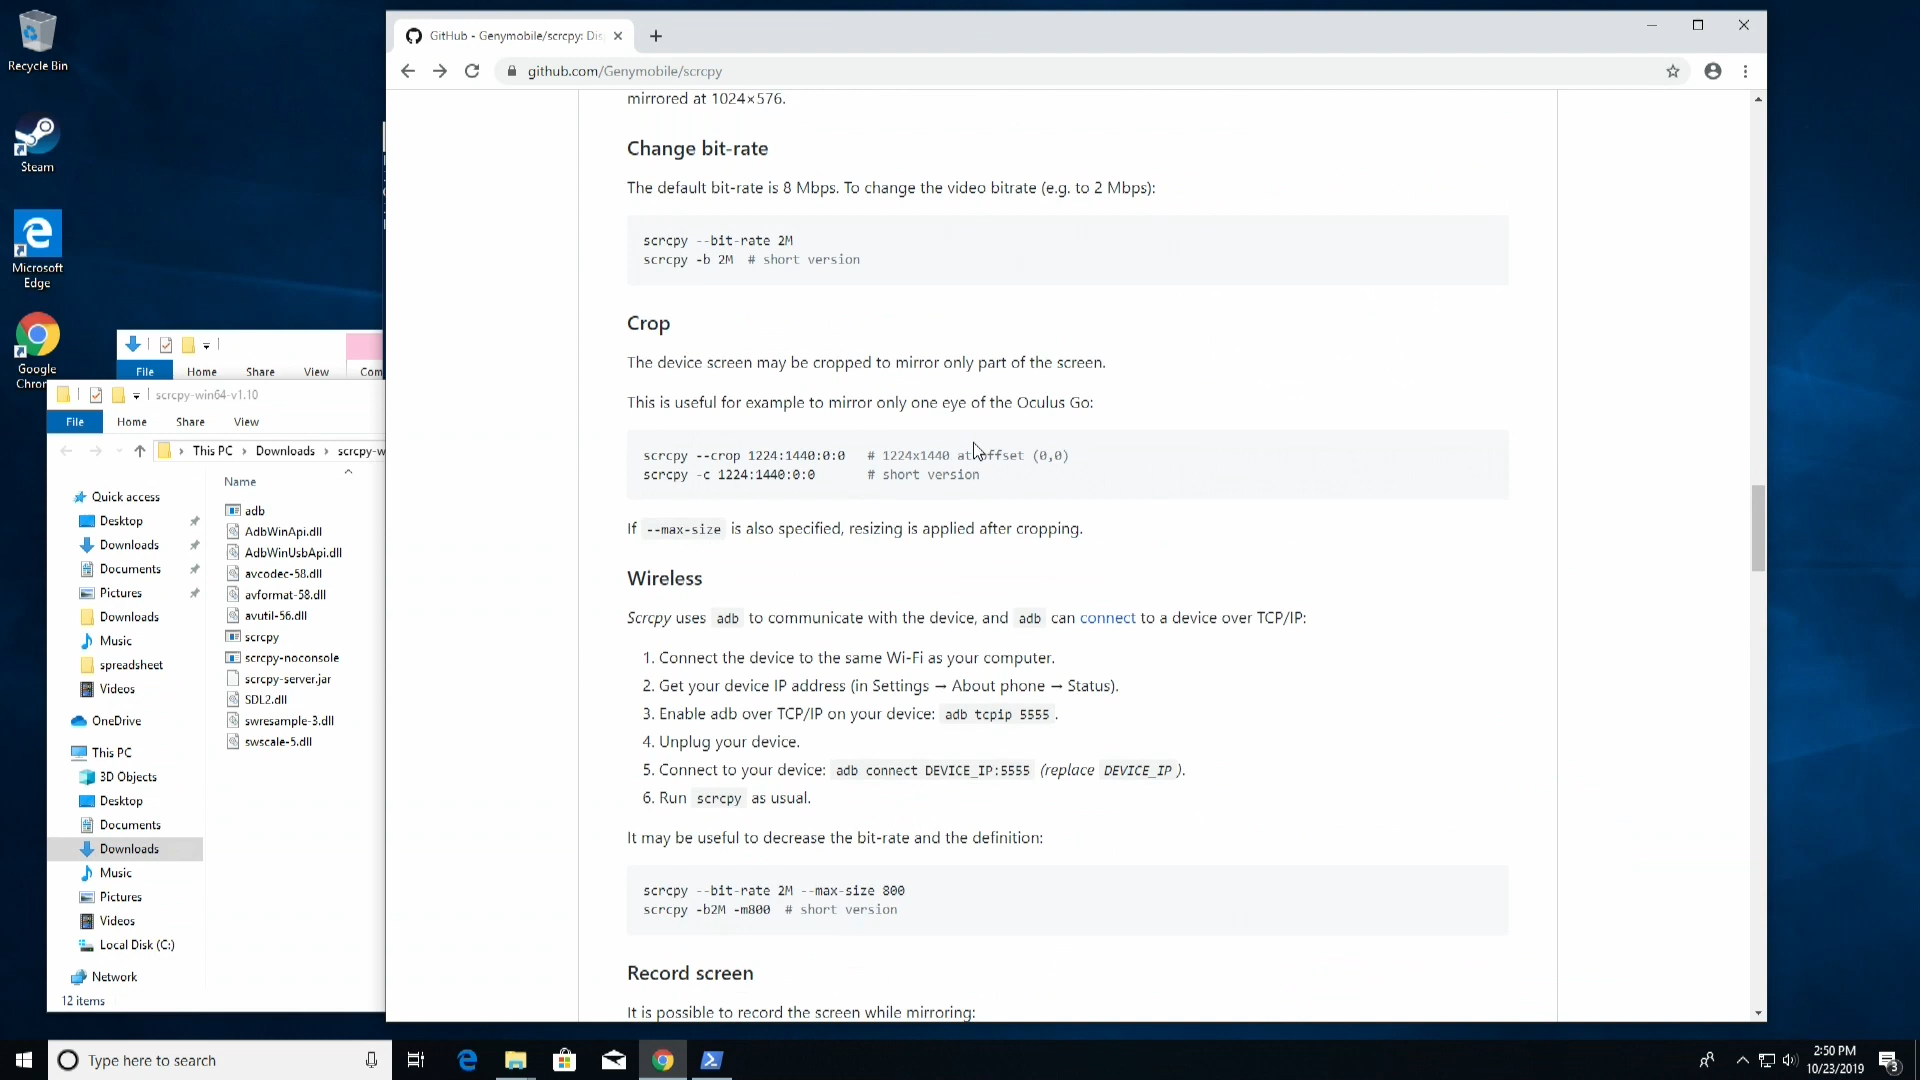 Recycle Bin
Steam
Microsoft
Edge
Google
Chrom
File
Home
Share
View
Com
scrcpy-win64-v1.10
File
Home
Share
View
This PC
Downloads
scrcpy-w
Quick access
Desktop
Downloads
Documents
Pictures
Downloads
Music
spreadsheet
Videos
OneDrive
This PC
3D Objects
Desktop
Documents
Downloads
Music
Pictures
Videos
Local Disk (C:)
Network
12 items
Name
adb
AdbWinApi.dll
AdbWinUsbApi.dll
avcodec-58.dll
avformat-58.dll
avutil-56.dll
scrcpy
scrcpy-noconsole
scrcpy-server.jar
SDL2.dll
swresample-3.dll
swscale-5.dll
GitHub - Genymobile/scrcpy: Dis
github.com/Genymobile/scrcpy
mirrored at 1024×576.
Change bit-rate
The default bit-rate is 8 Mbps. To change the video bitrate (e.g. to 2 Mbps):
scrcpy --bit-rate 2M
scrcpy -b 2M # short version
Crop
The device screen may be cropped to mirror only part of the screen.
This is useful for example to mirror only one eye of the Oculus Go:
scrcpy --crop 1224:1440:0:0 # 1224x1440 at offset (0,0)
scrcpy -c 1224:1440:0:0 # short version
If --max-size is also specified, resizing is applied after cropping.
Wireless
Scrcpy uses adb to communicate with the device, and adb can connect to a device over TCP/IP:
1. Connect the device to the same Wi-Fi as your computer.
2. Get your device IP address (in Settings → About phone → Status).
3. Enable adb over TCP/IP on your device: adb tcpip 5555 .
4. Unplug your device.
5. Connect to your device: adb connect DEVICE_IP:5555 (replace DEVICE_IP ).
6. Run scrcpy as usual.
It may be useful to decrease the bit-rate and the definition:
scrcpy --bit-rate 2M --max-size 800
scrcpy -b2M -m800 # short version
Record screen
It is possible to record the screen while mirroring:
Type here to search
2:50 PM
10/23/2019
3